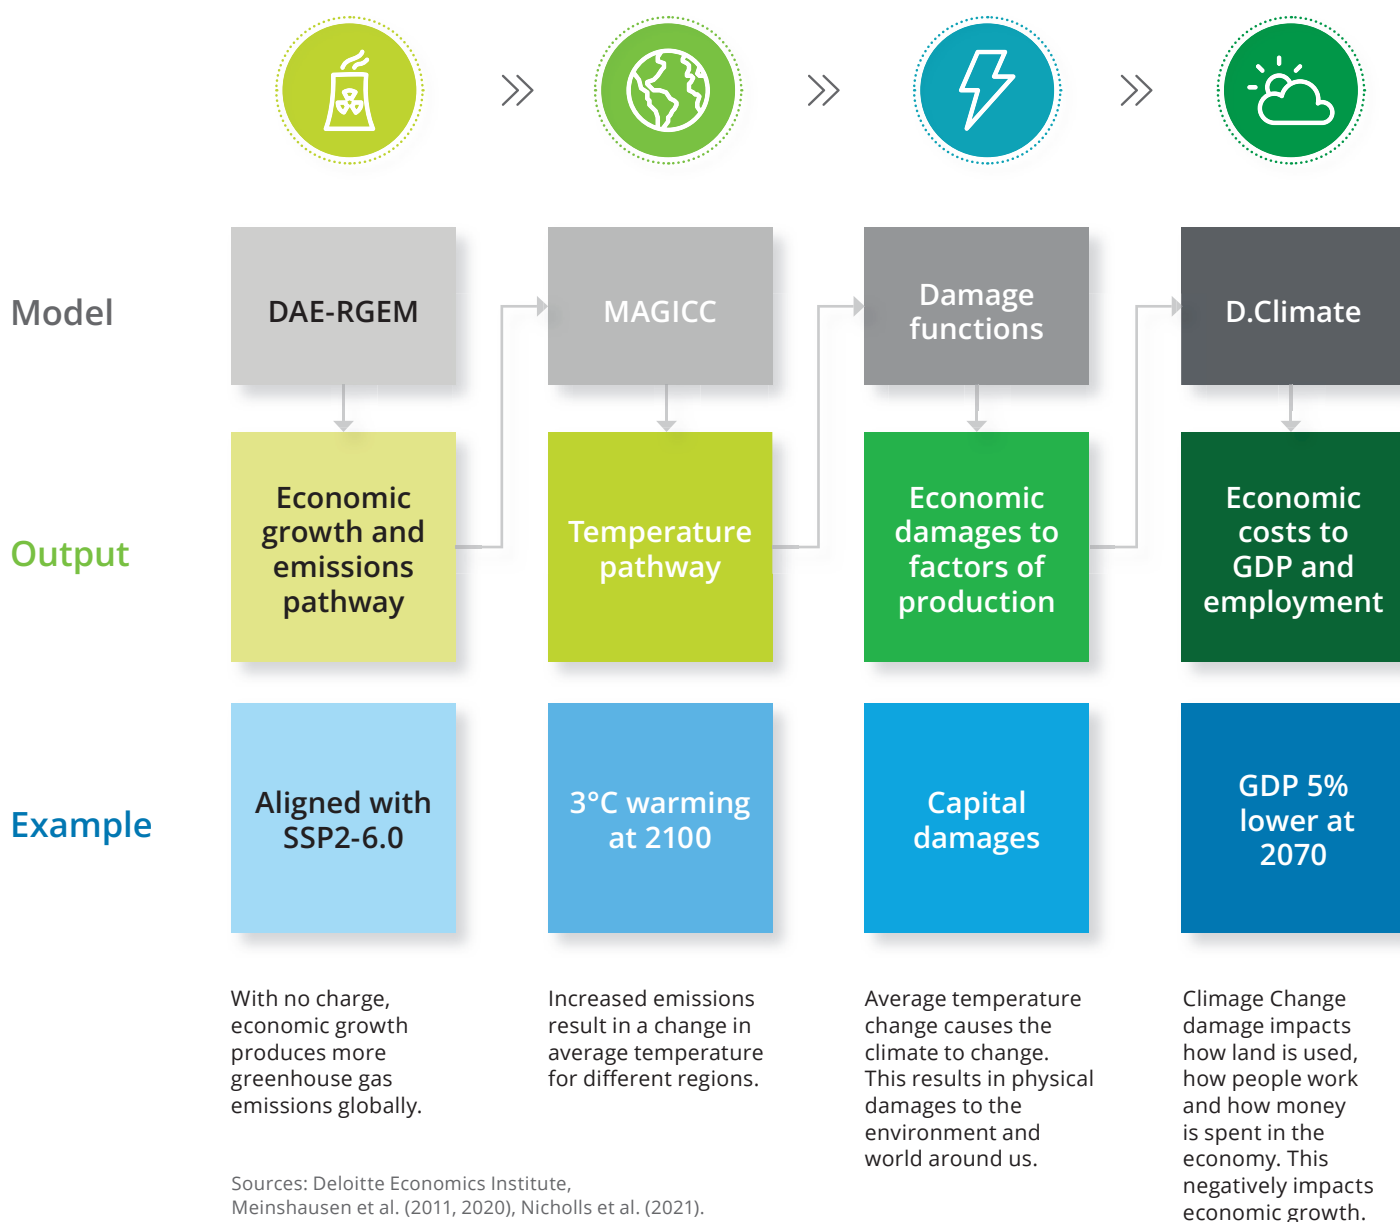 Model
DAE-RGEM
MAGICC
Damage
functions
D.Climate
Output
Economic
growth and
emissions
pathway
Temperature
pathway
Economic
damages to
factors of
production
Economic
costs to
GDP and
employment
Example
Aligned with
SSP2-6.0
3°C warming
at 2100
Capital
damages
GDP 5%
lower at
2070
With no charge,
economic growth
produces more
greenhouse gas
emissions globally.
Increased emissions
result in a change in
average temperature
for different regions.
Average temperature
change causes the
climate to change.
This results in physical
damages to the
environment and
world around us.
Climage Change
damage impacts
how land is used,
how people work
and how money
is spent in the
economy. This
negatively impacts
economic growth.
Sources: Deloitte Economics Institute,
Meinshausen et al. (2011, 2020), Nicholls et al. (2021).